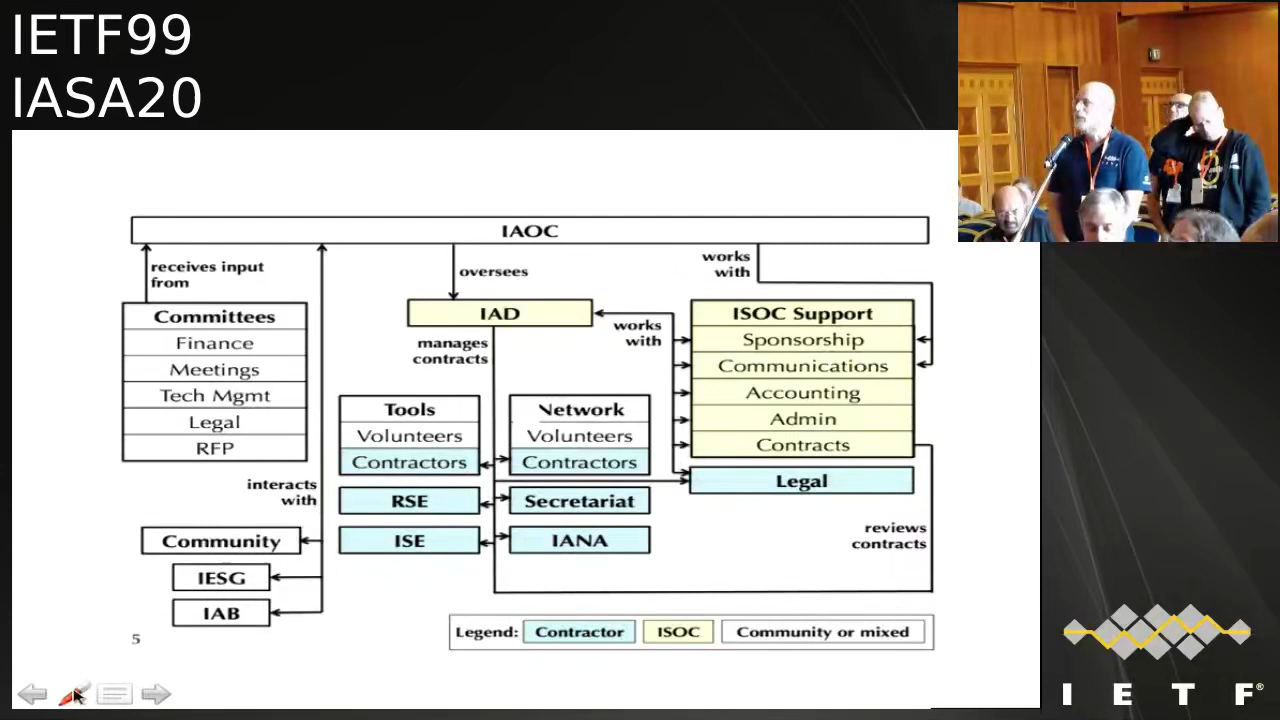 IETF99
IASA20
IAOC
receives input
from
oversees
works
with
Committees
Finance
Meetings
Tech Mgmt
Legal
RFP
IAD
manages
contracts
works
with
ISOC Support
Sponsorship
Communications
Accounting
Admin
Contracts
Tools
Volunteers
Contractors
Network
Volunteers
Contractors
Legal
interacts
with
RSE
Secretariat
ISE
IANA
reviews
contracts
Community
IESG
IAB
Legend: Contractor ISOC Community or mixed
5
I E T F®